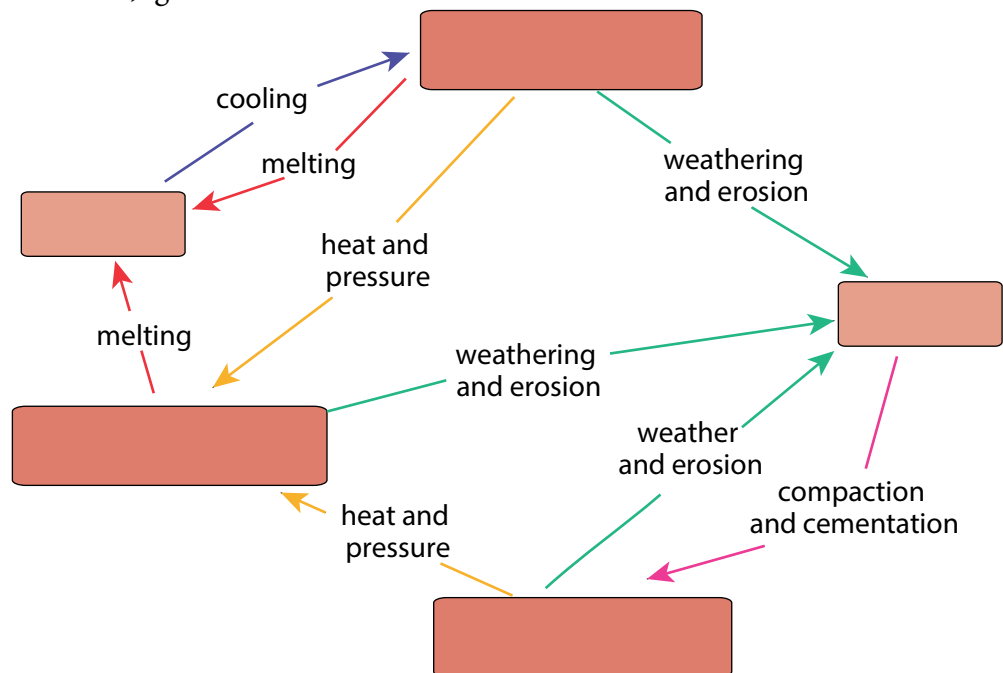 cooling
melting
weathering
and erosion
heat and
pressure
melting
weathering
and erosion
weather
and erosion
compaction
and cementation
heat and
pressure